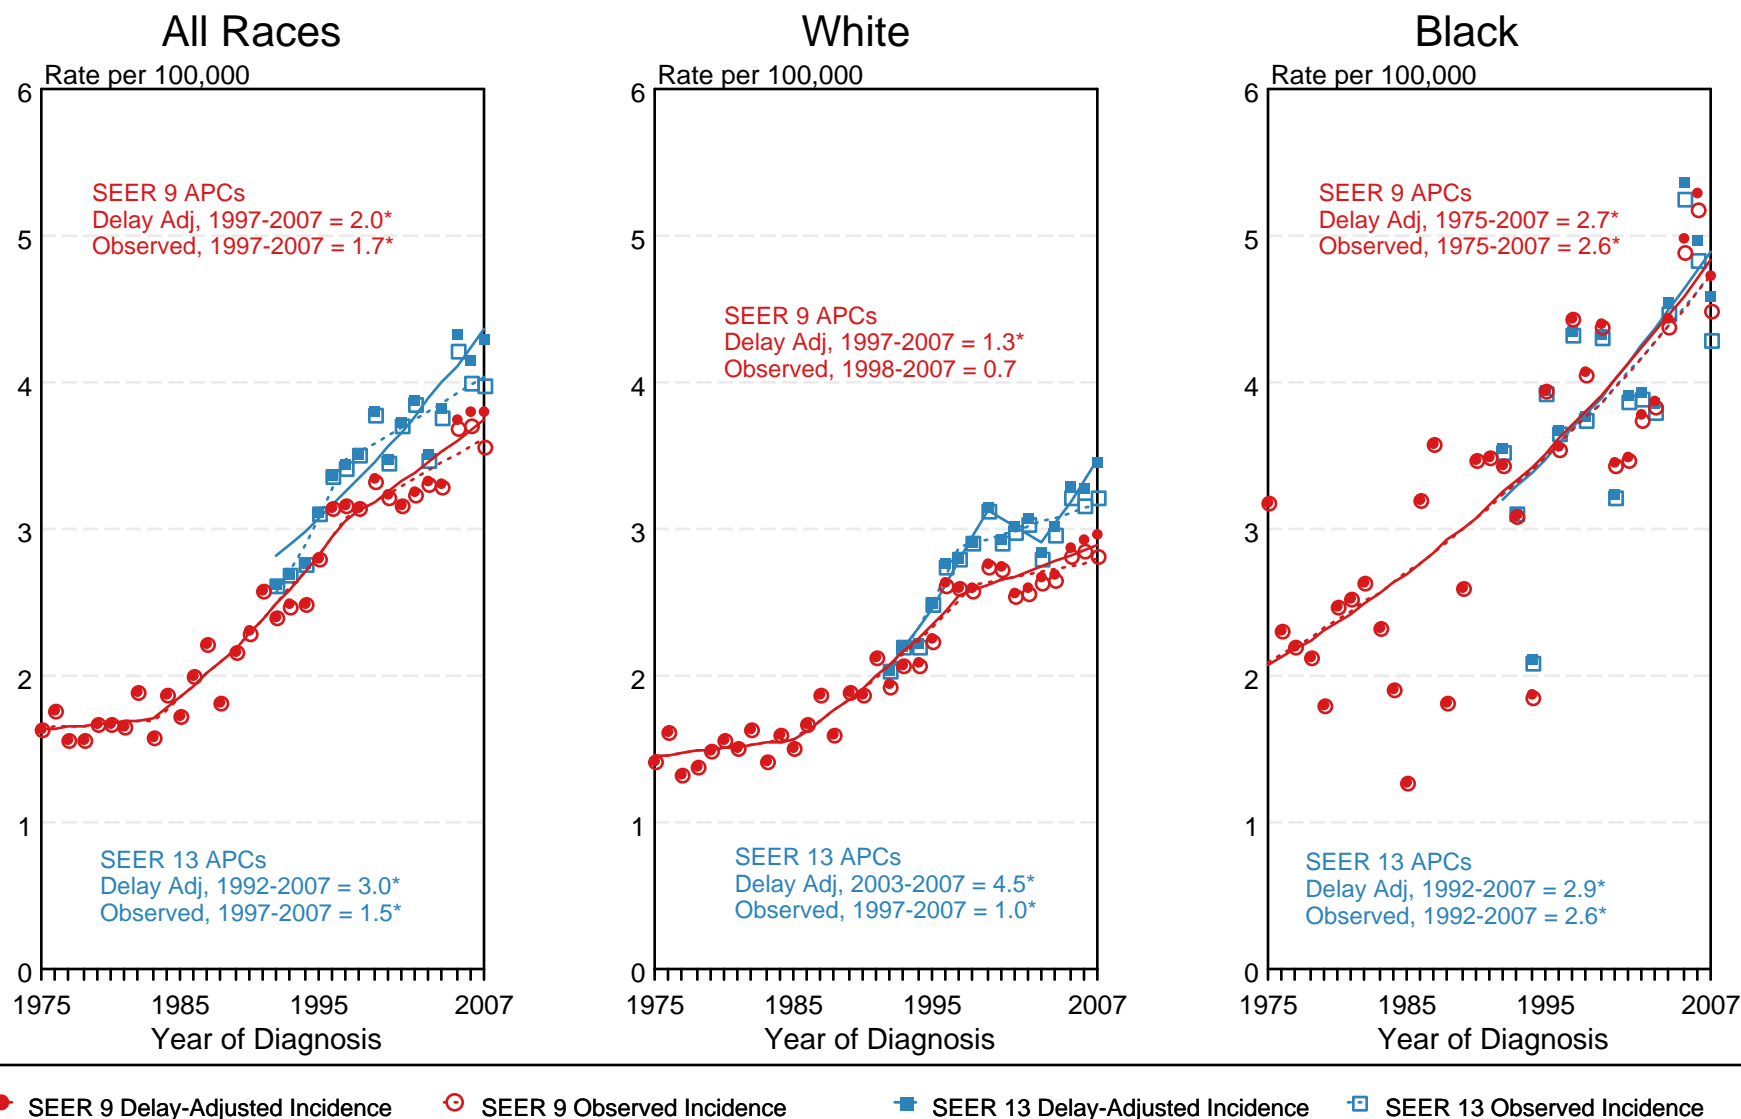 All Races
Rate per 100,000
6
5
4
3
2
1
0
SEER 9 APCs
Delay Adj, 1997-2007 = 2.0*
Observed, 1997-2007 = 1.7*
SEER 13 APCs
Delay Adj, 1992-2007 = 3.0*
Observed, 1997-2007 = 1.5*
1975 1985 1995 2007
Year of Diagnosis
White
Rate per 100,000
6
5
4
3
2
1
0
SEER 9 APCs
Delay Adj, 1997-2007 = 1.3*
Observed, 1998-2007 = 0.7
SEER 13 APCs
Delay Adj, 2003-2007 = 4.5*
Observed, 1997-2007 = 1.0*
1975 1985 1995 2007
Year of Diagnosis
Black
Rate per 100,000
6
5
4
3
2
1
0
SEER 9 APCs
Delay Adj, 1975-2007 = 2.7*
Observed, 1975-2007 = 2.6*
SEER 13 APCs
Delay Adj, 1992-2007 = 2.9*
Observed, 1992-2007 = 2.6*
1975 1985 1995 2007
Year of Diagnosis
SEER 9 Delay-Adjusted Incidence SEER 9 Observed Incidence SEER 13 Delay-Adjusted Incidence SEER 13 Observed Incidence